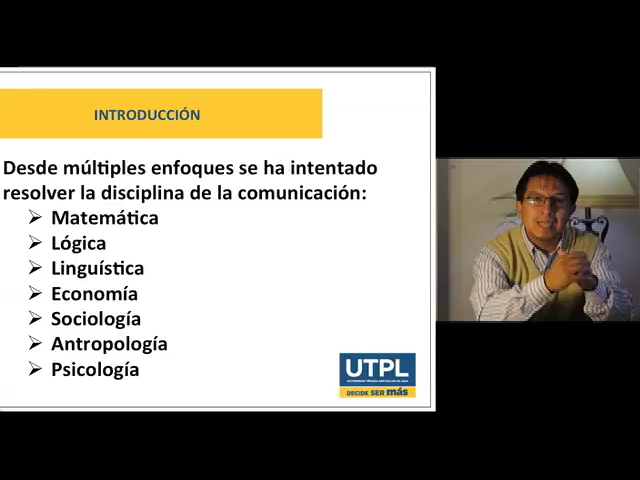 INTRODUCCIÓN
Desde múltiples enfoques se ha intentado
resolver la disciplina de la comunicación:
Matemática
Lógica
Linguística
Economía
Sociología
Antropología
Psicología
UTPL
DECIDE SER más